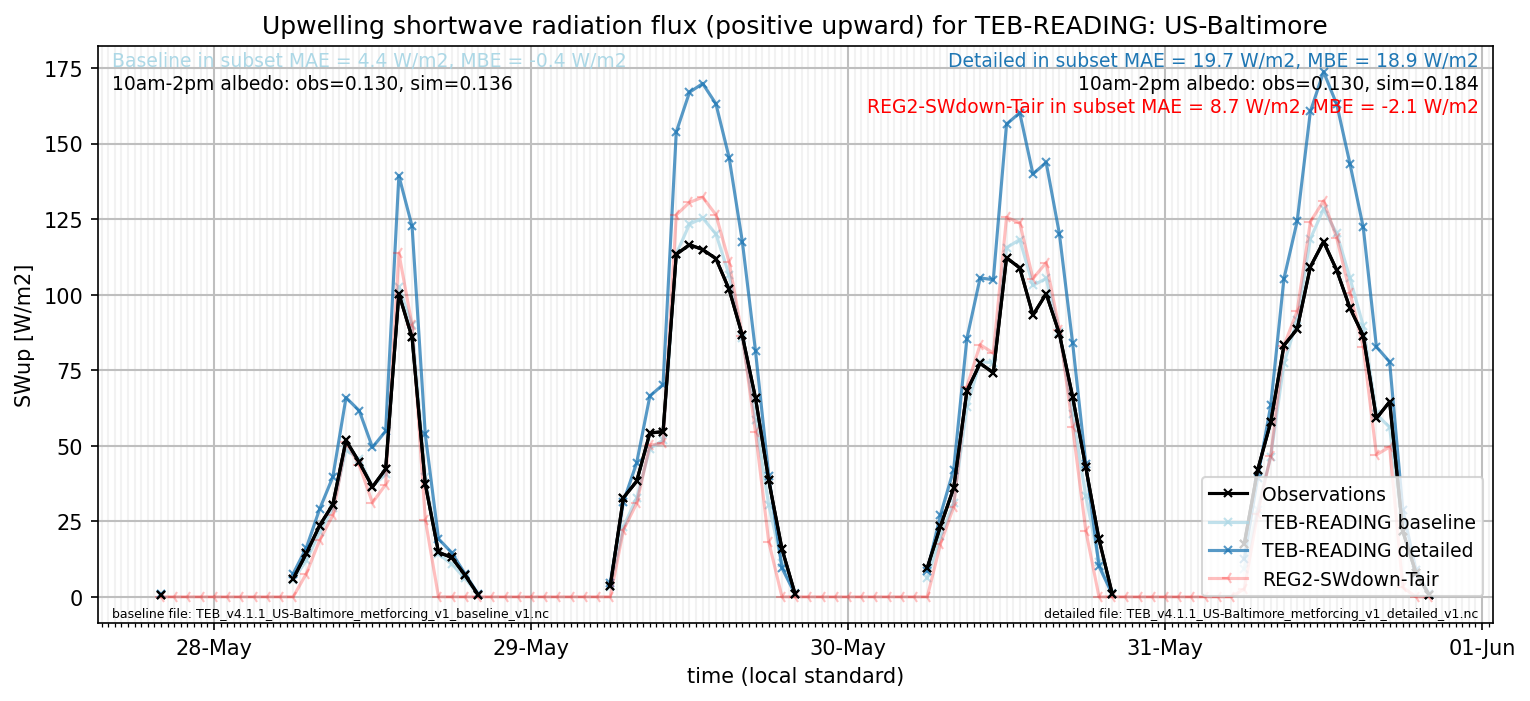 Upwelling shortwave radiation flux (positive upward) for TEB-READING: US-Baltimore
Baseline in subset MAE = 4.4 W/m2, MBE = -0.4 W/m2
10am-2pm albedo: obs=0.130, sim=0.136
Detailed in subset MAE = 19.7 W/m2, MBE = 18.9 W/m2
10am-2pm albedo: obs=0.130, sim=0.184
REG2-SWdown-Tair in subset MAE = 8.7 W/m2, MBE = -2.1 W/m2
SWup [W/m2]
175
150
125
100
75
50
25
0
Observations
TEB-READING baseline
TEB-READING detailed
REG2-SWdown-Tair
baseline file: TEB_v4.1.1_US-Baltimore_metforcing_v1_baseline_v1.nc
detailed file: TEB_v4.1.1_US-Baltimore_metforcing_v1_detailed_v1.nc
28-May
29-May
30-May
31-May
01-Jun
time (local standard)